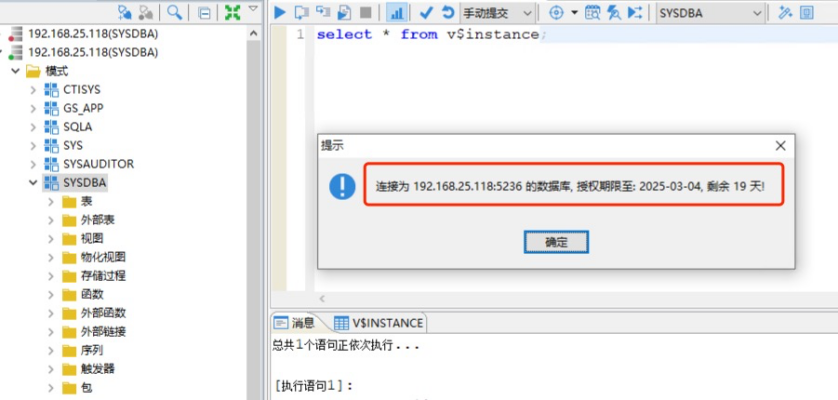 手动提交
SYSDBA
192.168.25.118(SYSDBA)
192.168.25.118(SYSDBA)
模式
CTISYS
GS_APP
SQLA
SYS
SYSAUDITOR
SYSDBA
表
外部表
视图
物化视图
存储过程
函数
外部函数
外部链接
序列
触发器
包
1 select * from v$instance;
提示
连接为 192.168.25.118:5236 的数据库, 授权期限至: 2025-03-04, 剩余 19 天!
确定
消息 V$INSTANCE
总共1个语句正依次执行...
[执行语句1]: